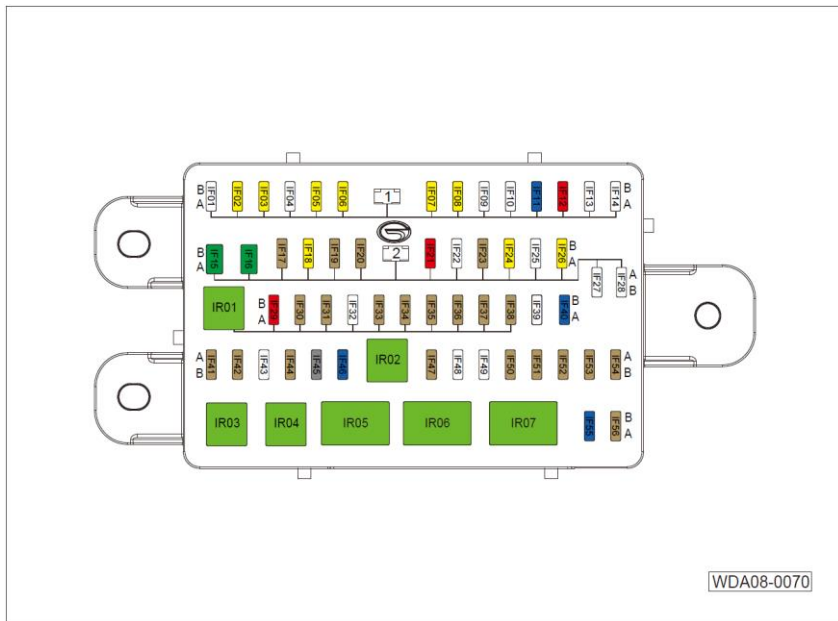 B A IF01 IF02 IF03 IF04 IF05 IF06 1 IF07 IF08 IF09 IF10 IF11 IF12 IF13 IF14 B A
B A IF15 IF16 IF17 IF18 IF19 IF20 2 IF21 IF22 IF23 IF24 IF25 IF26 B A IF27 IF28 A B
IR01 B A IF29 IF30 IF31 IF32 IF33 IF34 IF35 IF36 IF37 IF38 IF39 IF40 B A
A B IF41 IF42 IF43 IF44 IF45 IF46 IR02 IF47 IF48 IF49 IF50 IF51 IF52 IF53 IF54 A B
IR03 IR04 IR05 IR06 IR07 IF55 IF56 B A
WDA08-0070